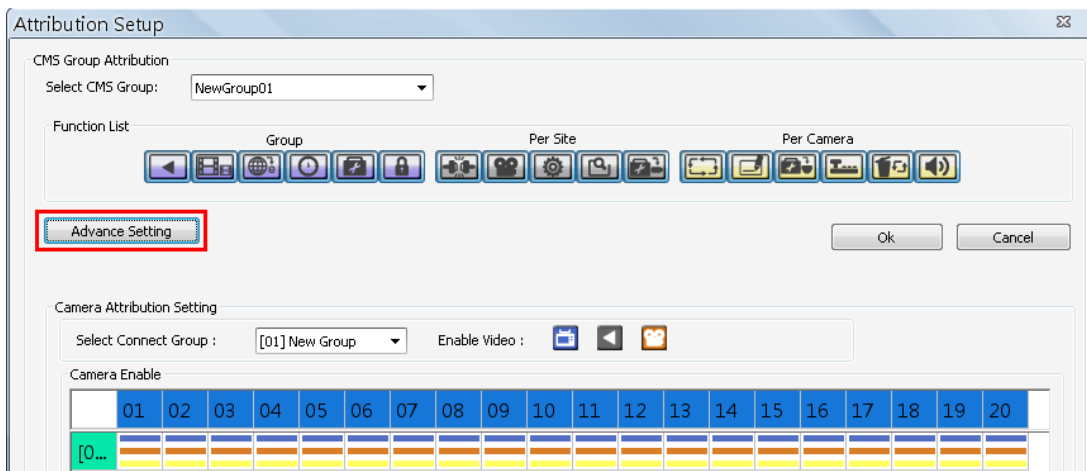 Attribution Setup
CMS Group Attribution
Select CMS Group: NewGroup01
Function List
Group Per Site Per Camera
Advance Setting Ok Cancel
Camera Attribution Setting
Select Connect Group : [01] New Group Enable Video :
Camera Enable
01 02 03 04 05 06 07 08 09 10 11 12 13 14 15 16 17 18 19 20
[0...